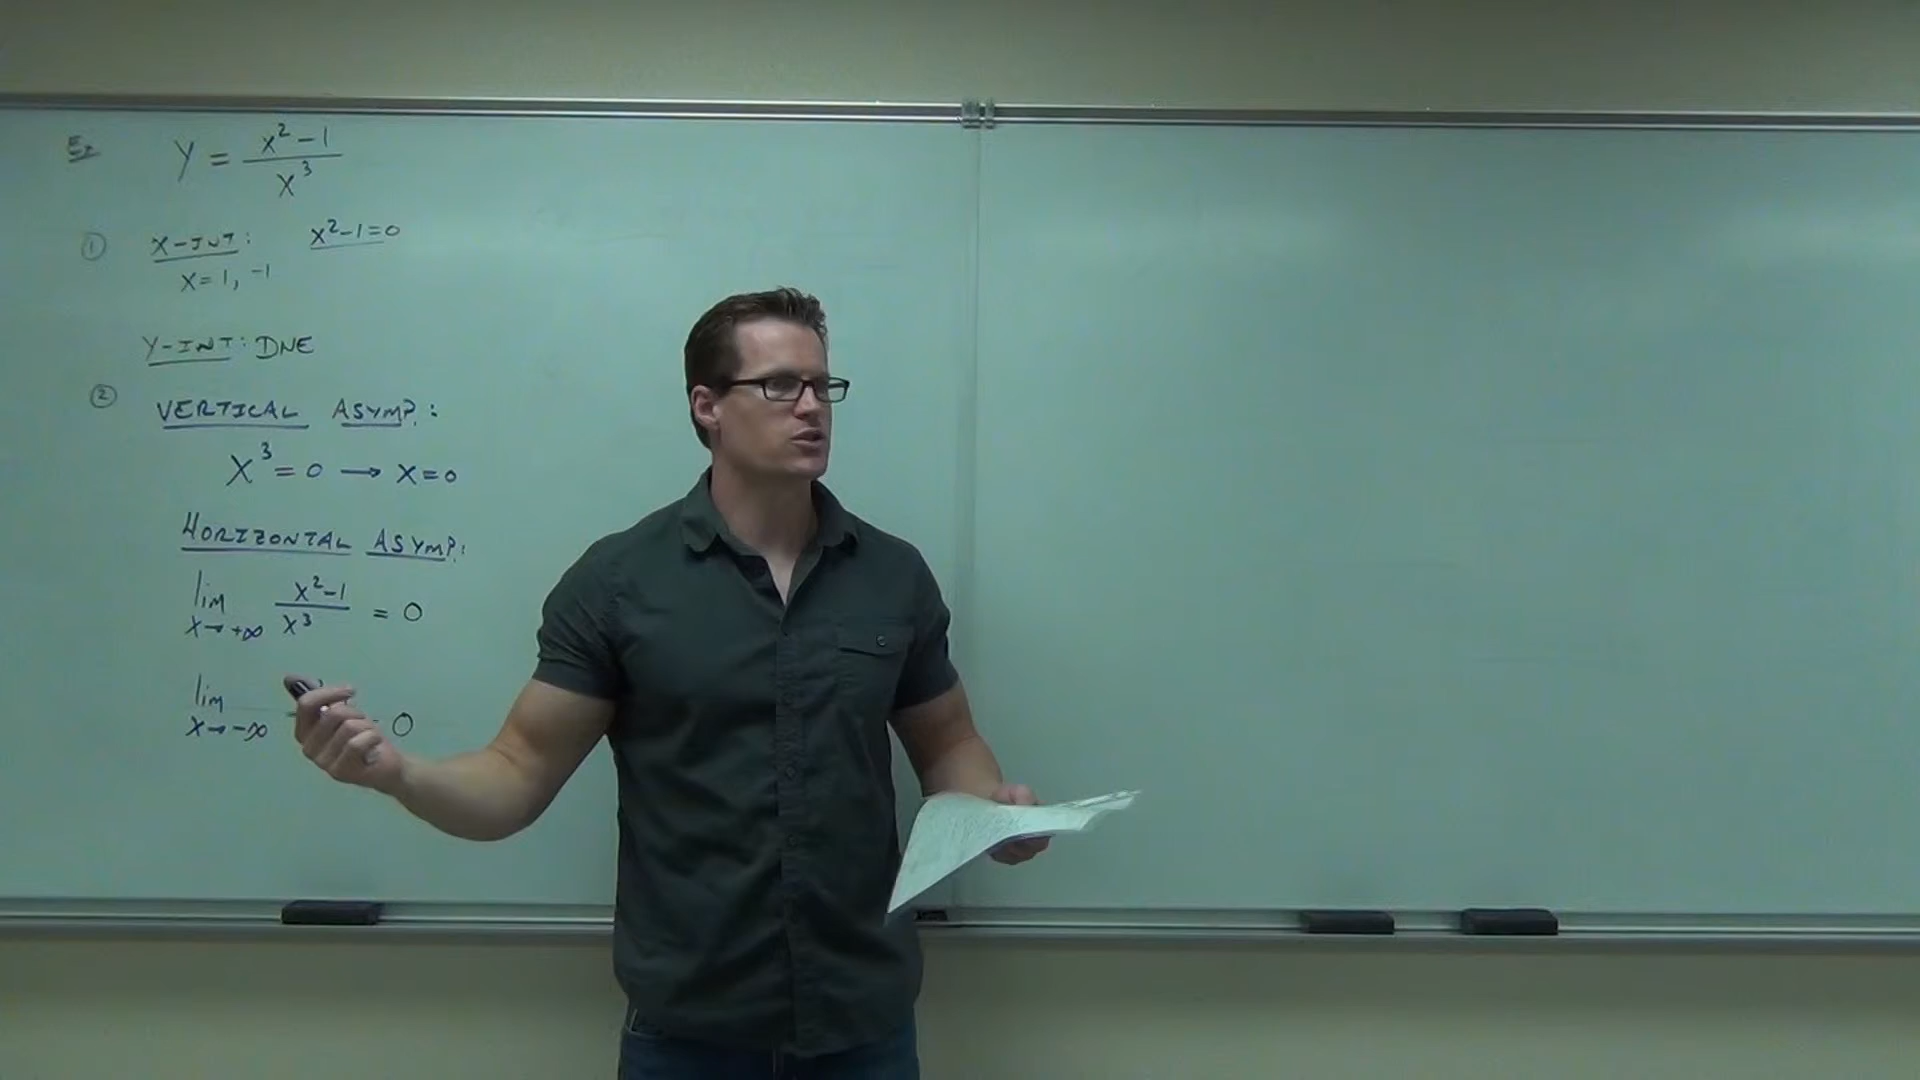 Ex y = (x² - 1) / x³
① X-INT: x²-1=0
x = 1, -1
Y-INT: DNE
② VERTICAL ASYMP:
x³ = 0 → x = 0
HORIZONTAL ASYMP:
lim x→+∞ (x²-1) / x³ = 0
lim x→-∞ 0